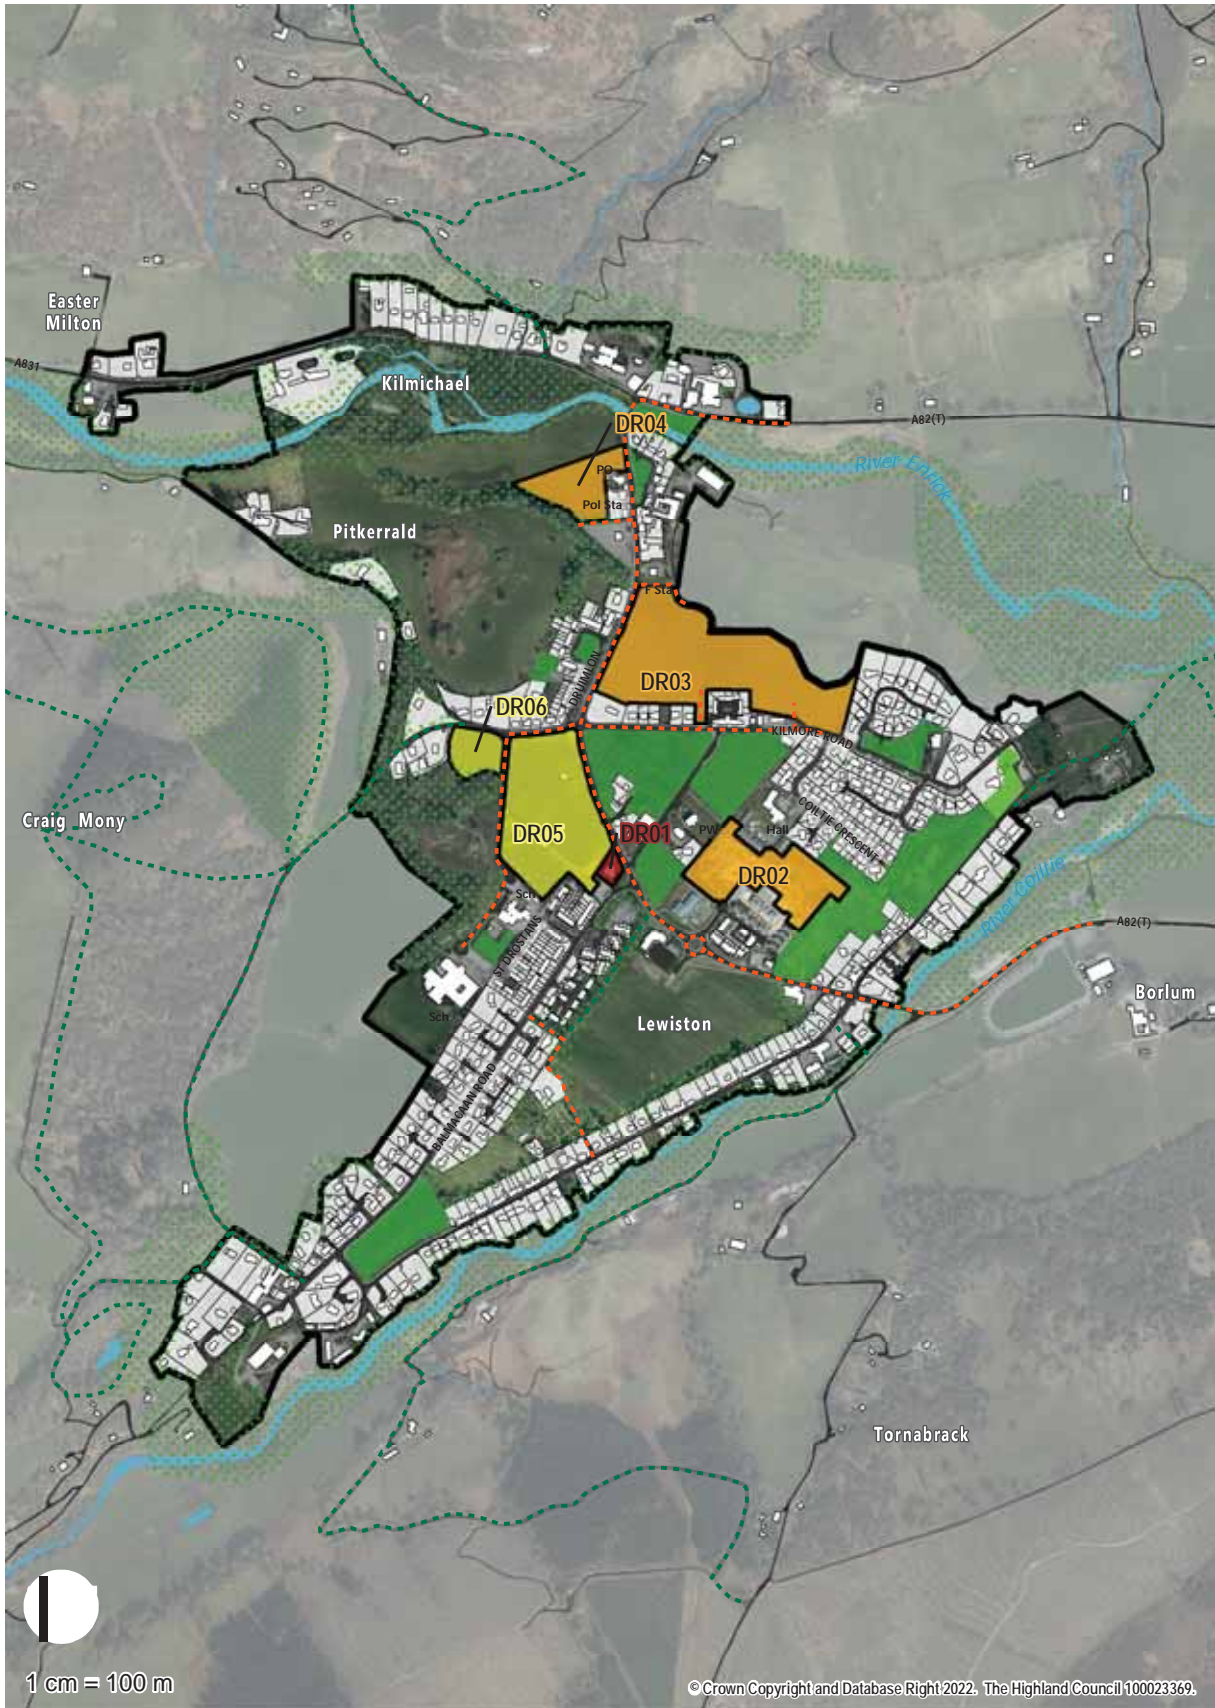 Easter
Milton
A831
Kilmichael
DR04
A82(T)
River Enrick
PO
Pol Sta
Pitkerrald
F Sta
DRUIMLON
DR03
DR06
KILMORE ROAD
Craig Mony
DR05
DR01
PW
Hall
COILTIE CRESCENT
DR02
Sch
ST DROSTANS
River Coiltie
A82(T)
Borlum
Sch
Lewiston
BALMACAAN ROAD
Tornabrack
1 cm = 100 m
© Crown Copyright and Database Right 2022. The Highland Council 100023369.